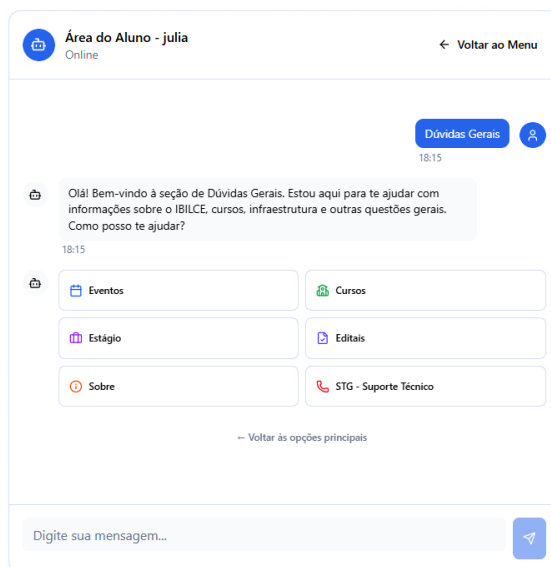 Área do Aluno - julia
Online
← Voltar ao Menu
Dúvidas Gerais
18:15
Olá! Bem-vindo à seção de Dúvidas Gerais. Estou aqui para te ajudar com
informações sobre o IBILCE, cursos, infraestrutura e outras questões gerais.
Como posso te ajudar?
18:15
Eventos
Cursos
Estágio
Editais
Sobre
STG - Suporte Técnico
← Voltar às opções principais
Digite sua mensagem...